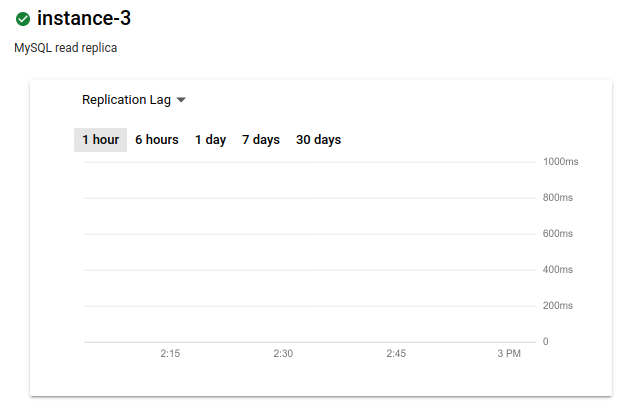 instance-3
MySQL read replica
Replication Lag
1 hour 6 hours 1 day 7 days 30 days
1000ms
800ms
600ms
400ms
200ms
0
2:15 2:30 2:45 3 PM